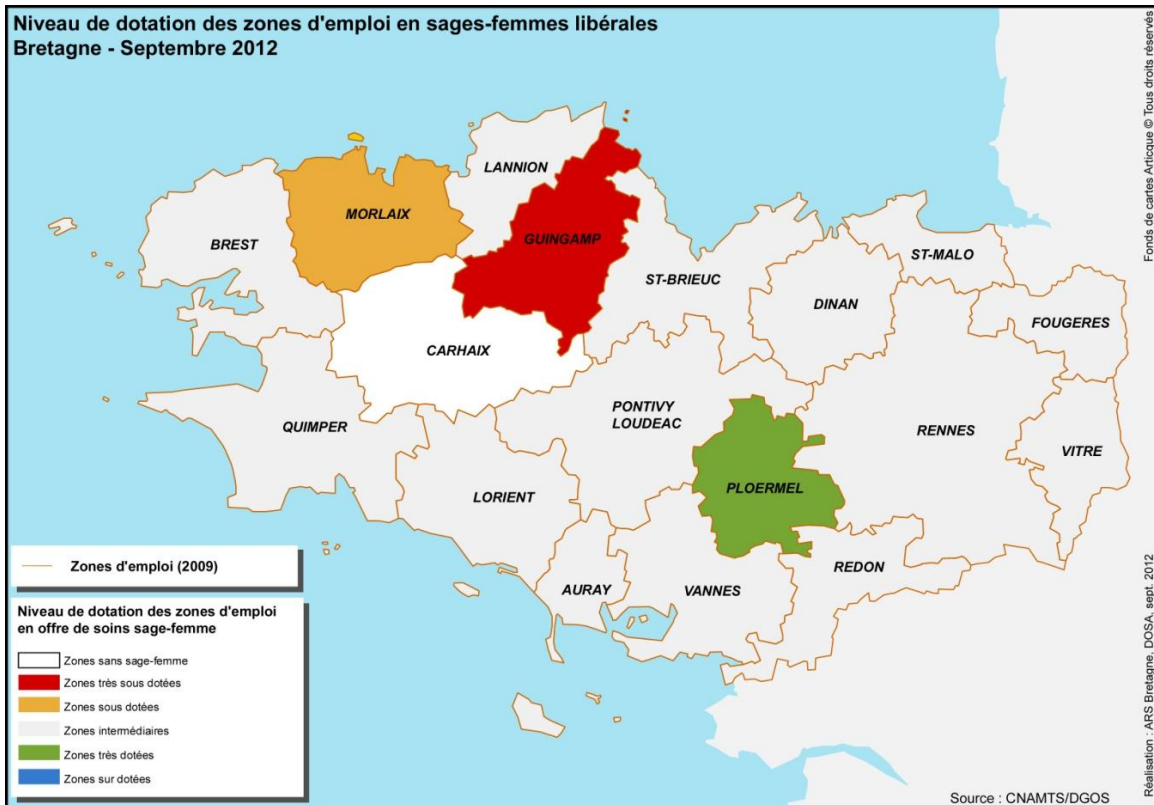 Niveau de dotation des zones d'emploi en sages-femmes libérales
Bretagne - Septembre 2012
Fonds de cartes Articque © Tous droits réservés
LANNION
MORLAIX
GUINGAMP
BREST
ST-MALO
ST-BRIEUC
DINAN
FOUGERES
CARHAIX
PONTIVY
LOUDEAC
QUIMPER
RENNES
VITRE
LORIENT
PLOERMEL
REDON
AURAY
VANNES
Zones d'emploi (2009)
Niveau de dotation des zones d'emploi
en offre de soins sage-femme
Zones sans sage-femme
Zones très sous dotées
Zones sous dotées
Zones intermédiaires
Zones très dotées
Zones sur dotées
Réalisation : ARS Bretagne, DOSA, sept. 2012
Source : CNAMTS/DGOS